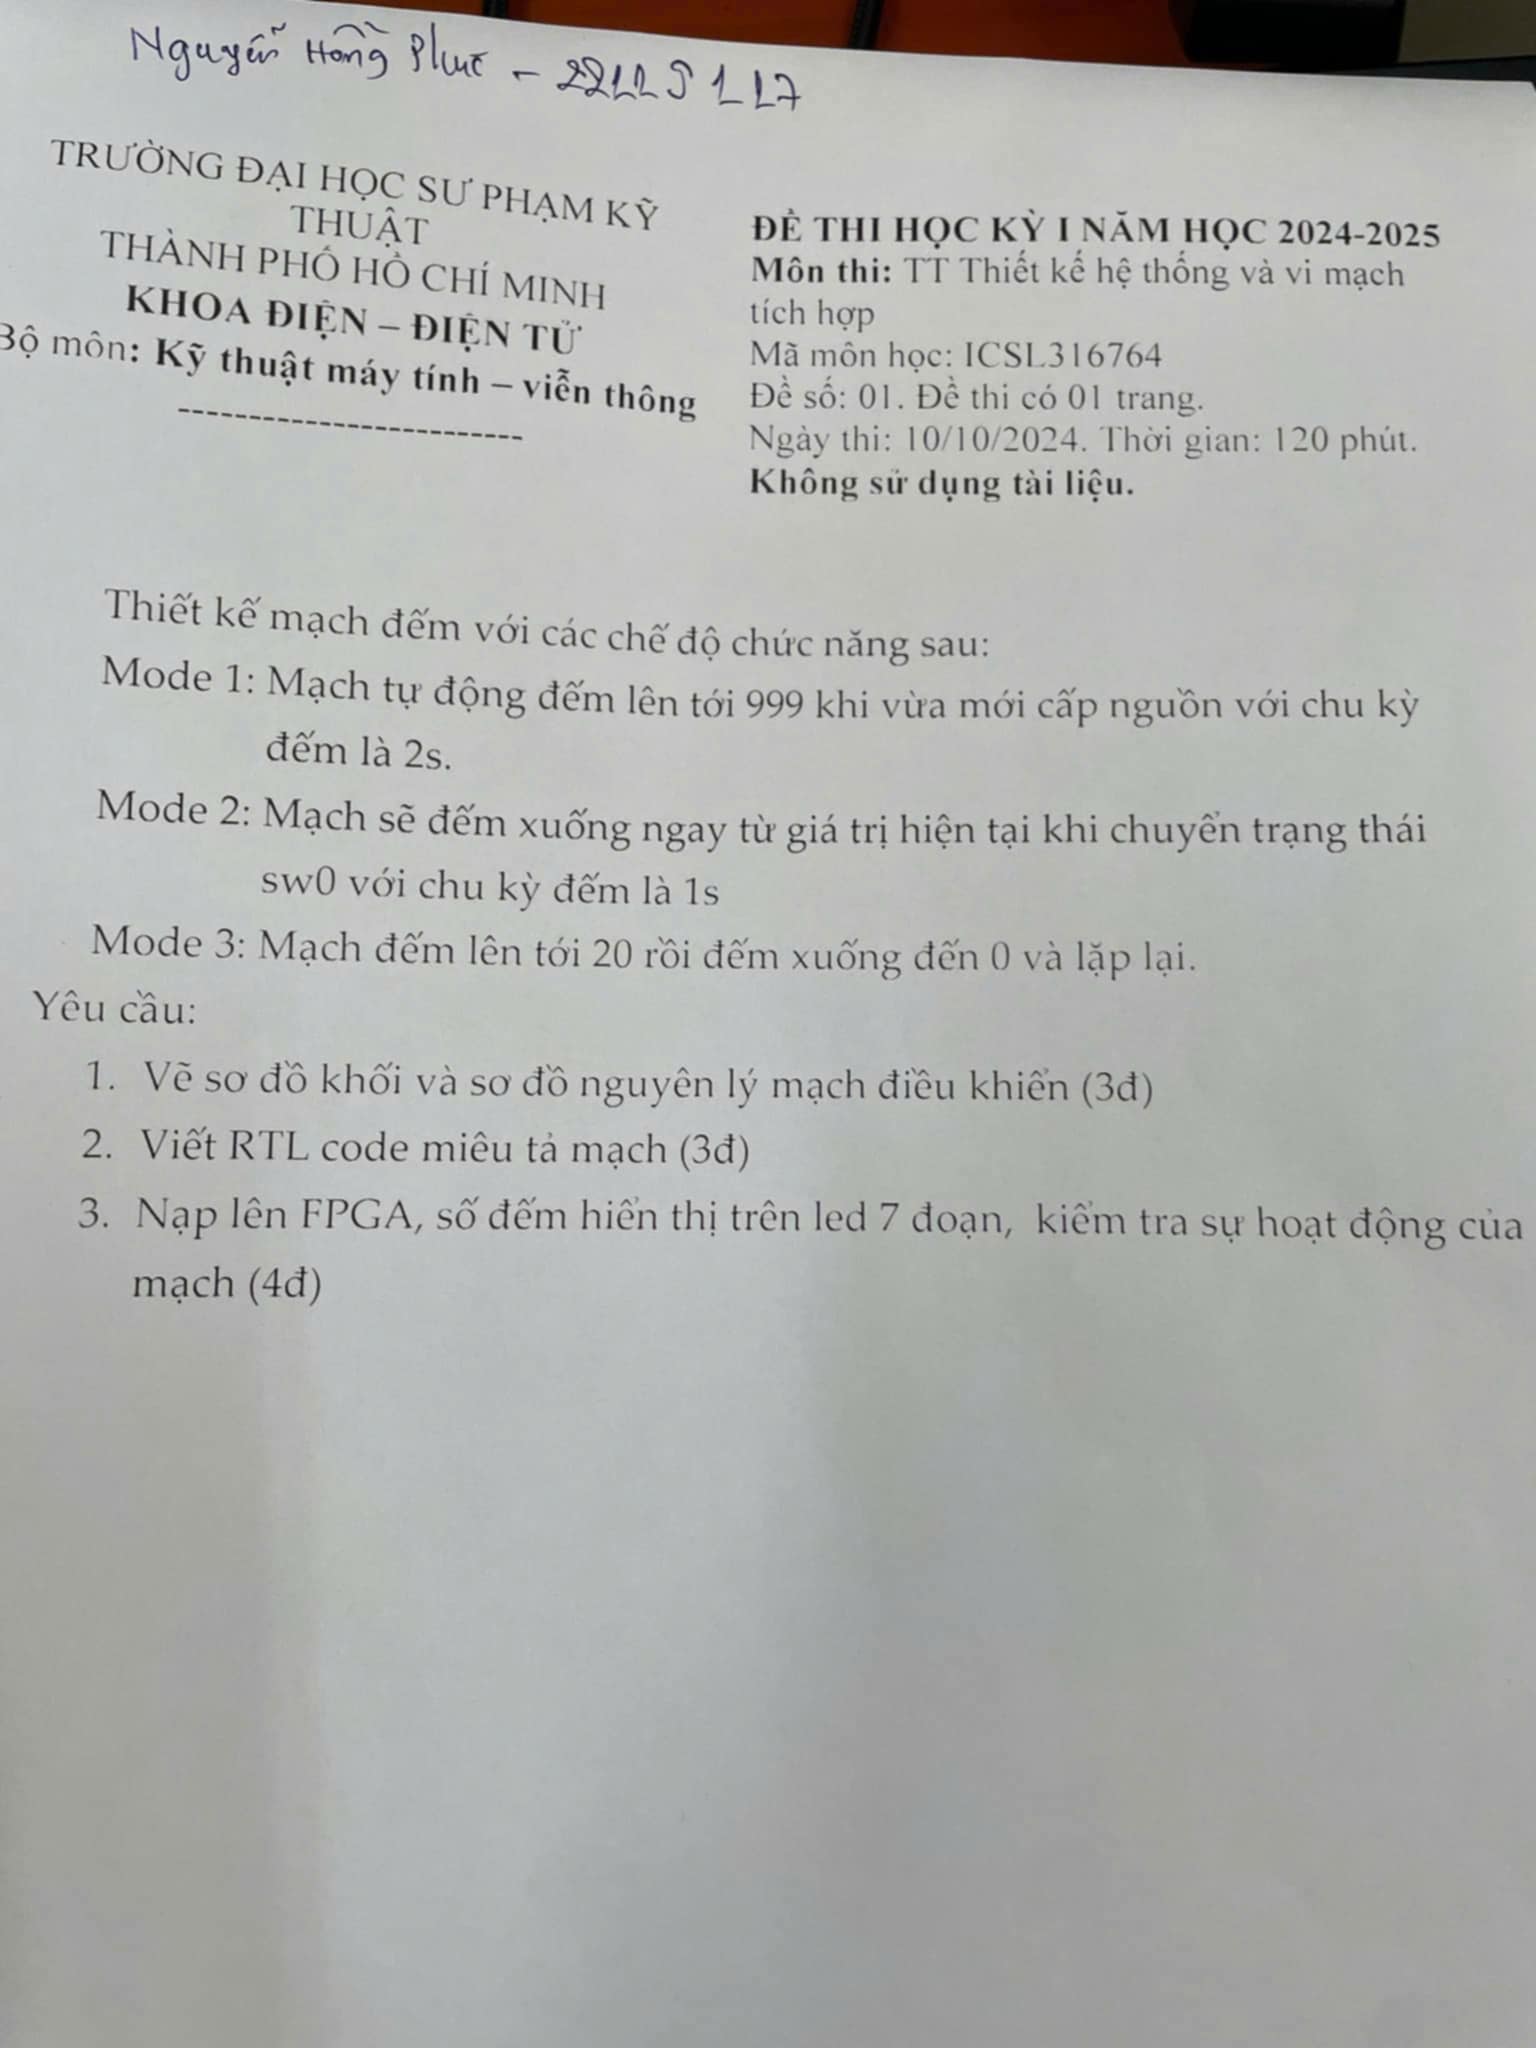 Nguyễn Hồng Phúc - 22119117
TRƯỜNG ĐẠI HỌC SƯ PHẠM KỸ
THUẬT
THÀNH PHỐ HỒ CHÍ MINH
KHOA ĐIỆN – ĐIỆN TỬ
Bộ môn: Kỹ thuật máy tính – viễn thông
------------------------
ĐỀ THI HỌC KỲ I NĂM HỌC 2024-2025
Môn thi: TT Thiết kế hệ thống và vi mạch
tích hợp
Mã môn học: ICSL316764
Đề số: 01. Đề thi có 01 trang.
Ngày thi: 10/10/2024. Thời gian: 120 phút.
Không sử dụng tài liệu.
Thiết kế mạch đếm với các chế độ chức năng sau:
Mode 1: Mạch tự động đếm lên tới 999 khi vừa mới cấp nguồn với chu kỳ
đếm là 2s.
Mode 2: Mạch sẽ đếm xuống ngay từ giá trị hiện tại khi chuyển trạng thái
sw0 với chu kỳ đếm là 1s
Mode 3: Mạch đếm lên tới 20 rồi đếm xuống đến 0 và lặp lại.
Yêu cầu:
1. Vẽ sơ đồ khối và sơ đồ nguyên lý mạch điều khiển (3đ)
2. Viết RTL code miêu tả mạch (3đ)
3. Nạp lên FPGA, số đếm hiển thị trên led 7 đoạn, kiểm tra sự hoạt động của
mạch (4đ)